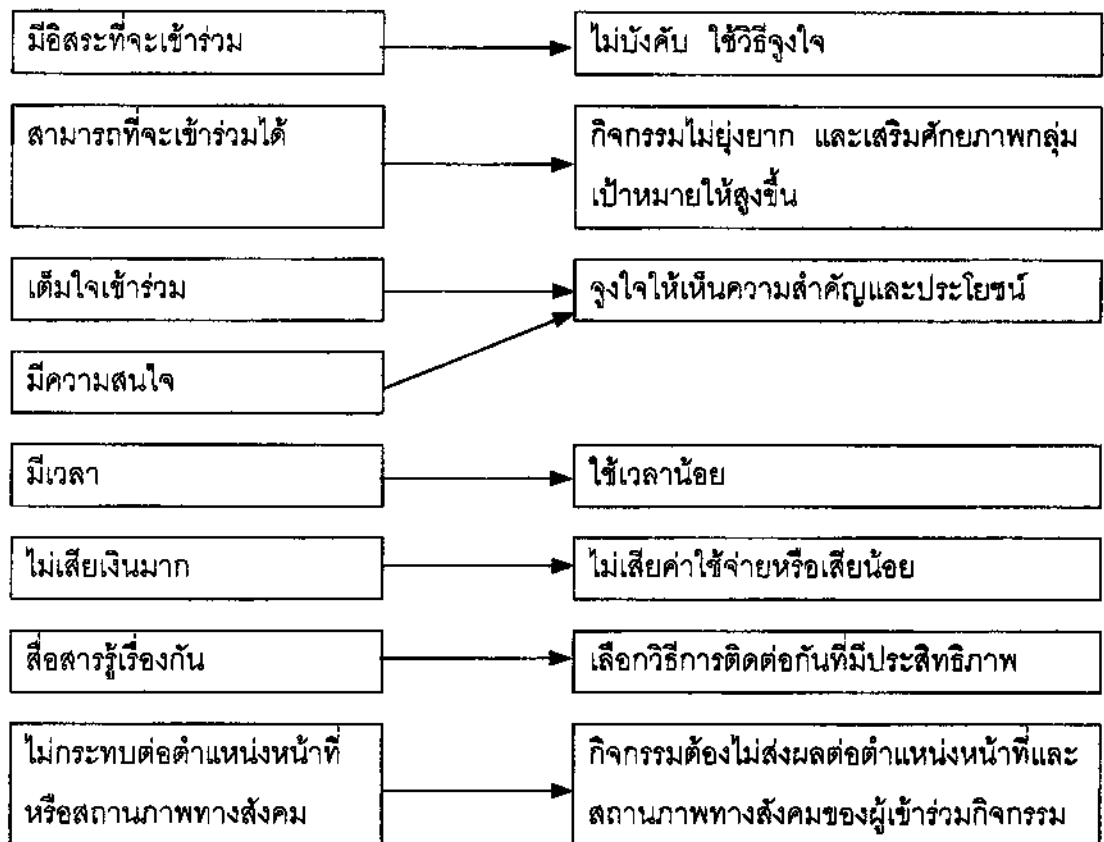 มีอิสระที่จะเข้าร่วม
ไม่บังคับ ใช้วิธีจูงใจ
สามารถที่จะเข้าร่วมได้
กิจกรรมไม่ยุ่งยาก และเสริมศักยภาพกลุ่ม
เป้าหมายให้สูงขึ้น
เต็มใจเข้าร่วม
จูงใจให้เห็นความสำคัญและประโยชน์
มีความสนใจ
มีเวลา
ใช้เวลาน้อย
ไม่เสียเงินมาก
ไม่เสียค่าใช้จ่ายหรือเสียน้อย
สื่อสารรู้เรื่องกัน
เลือกวิธีการติดต่อกันที่มีประสิทธิภาพ
ไม่กระทบต่อตำแหน่งหน้าที่
หรือสถานภาพทางสังคม
กิจกรรมต้องไม่ส่งผลต่อตำแหน่งหน้าที่และ
สถานภาพทางสังคมของผู้เข้าร่วมกิจกรรม